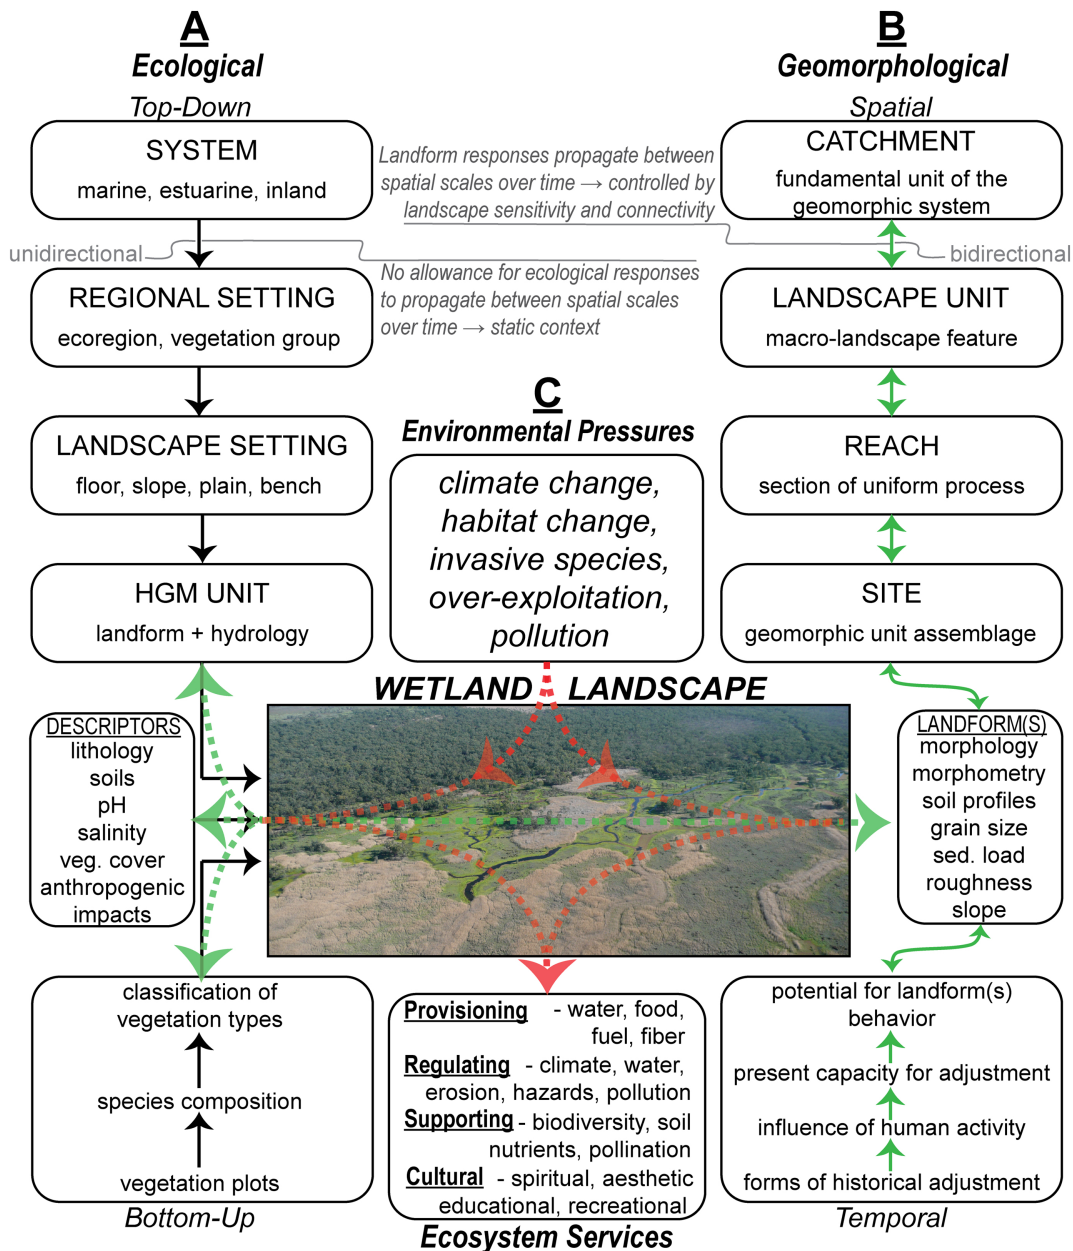 A
Ecological
Top-Down
SYSTEM
marine, estuarine, inland
unidirectional
REGIONAL SETTING
ecoregion, vegetation group
LANDSCAPE SETTING
floor, slope, plain, bench
HGM UNIT
landform + hydrology
DESCRIPTORS
lithology
soils
pH
salinity
veg. cover
anthropogenic
impacts
classification of
vegetation types
species composition
vegetation plots
Bottom-Up
Landform responses propagate between
spatial scales over time → controlled by
landscape sensitivity and connectivity
No allowance for ecological responses
to propagate between spatial scales
over time → static context
C
Environmental Pressures
climate change,
habitat change,
invasive species,
over-exploitation,
pollution
WETLAND LANDSCAPE
Provisioning - water, food,
fuel, fiber
Regulating - climate, water,
erosion, hazards, pollution
Supporting - biodiversity, soil
nutrients, pollination
Cultural - spiritual, aesthetic
educational, recreational
Ecosystem Services
B
Geomorphological
Spatial
CATCHMENT
fundamental unit of the
geomorphic system
bidirectional
LANDSCAPE UNIT
macro-landscape feature
REACH
section of uniform process
SITE
geomorphic unit assemblage
LANDFORM(S)
morphology
morphometry
soil profiles
grain size
sed. load
roughness
slope
potential for landform(s)
behavior
present capacity for adjustment
influence of human activity
forms of historical adjustment
Temporal